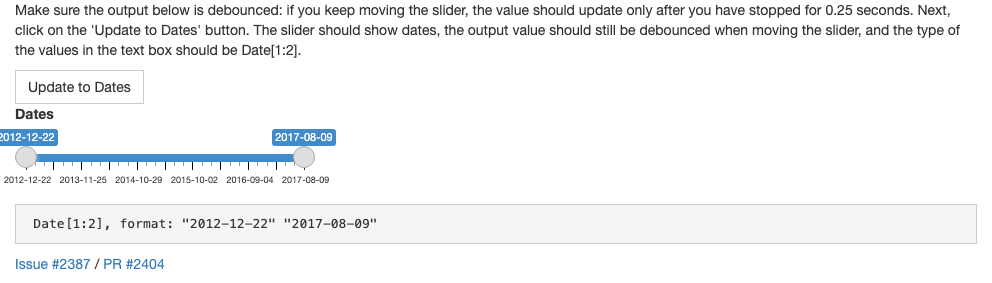 Make sure the output below is debounced: if you keep moving the slider, the value should update only after you have stopped for 0.25 seconds. Next,
click on the 'Update to Dates' button. The slider should show dates, the output value should still be debounced when moving the slider, and the type of
the values in the text box should be Date[1:2].
Update to Dates
Dates
2012-12-22 2017-08-09
2012-12-22 2013-11-25 2014-10-29 2015-10-02 2016-09-04 2017-08-09
Date[1:2], format: "2012-12-22" "2017-08-09"
Issue #2387 / PR #2404